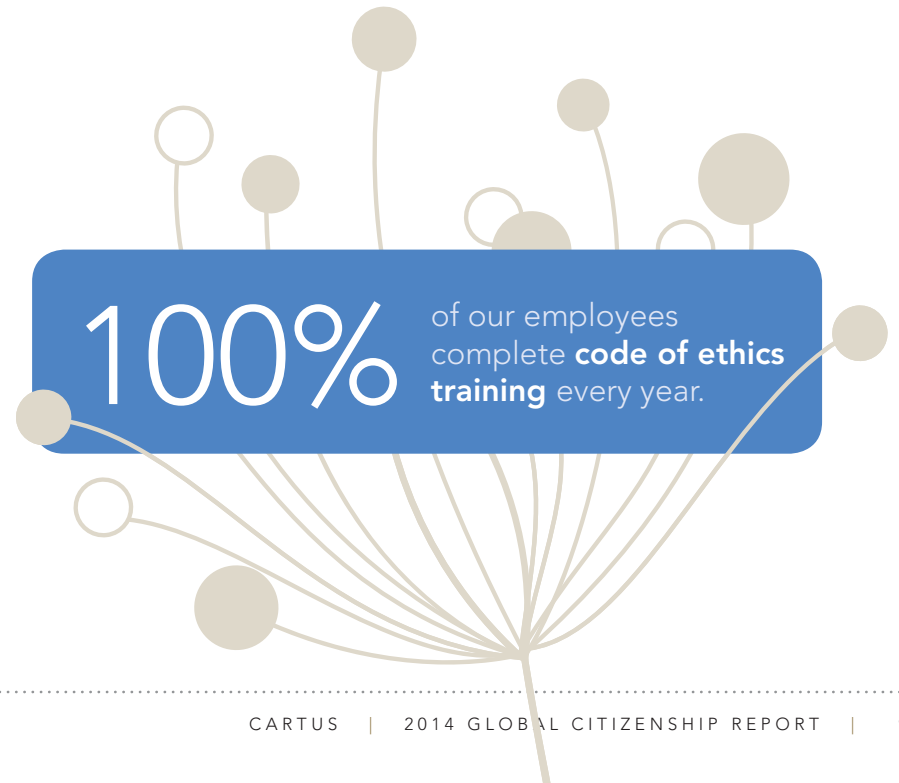 100%
of our employees
complete code of ethics
training every year.
CARTUS | 2014 GLOBAL CITIZENSHIP REPORT |